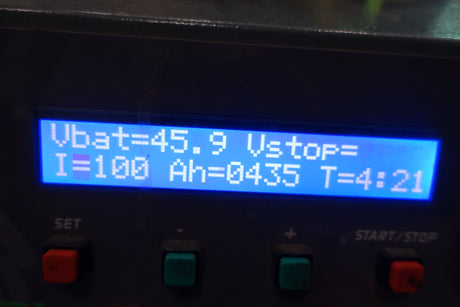 Vbat=45.9 Vstop=
I=100 Ah=0435 T=4:21
SET - + START/STOP